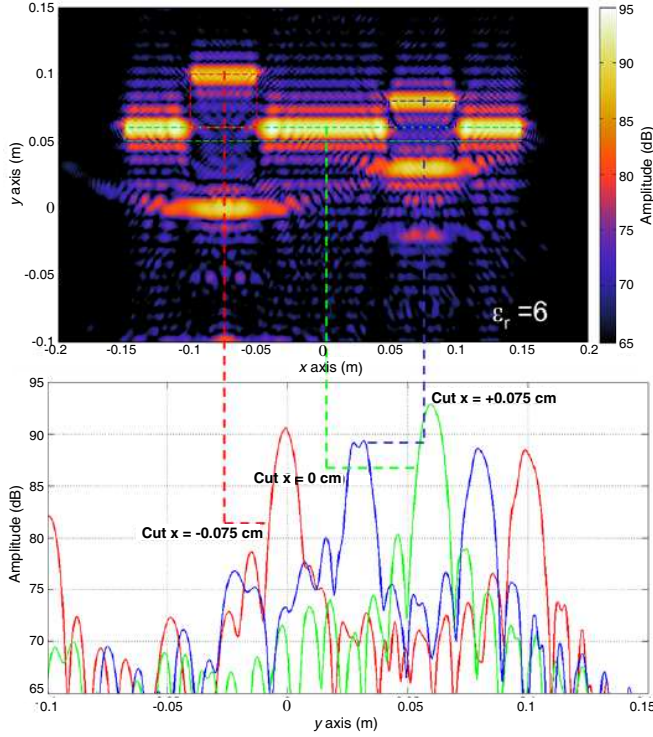 0.15
0.1
0.05
0
-0.05
-0.1
y axis (m)
-0.2 -0.15 -0.1 -0.05 0 0.05 0.1 0.15 0.2
x axis (m)
εr =6
95
90
85
80
75
70
65
Amplitude (dB)
95
90
85
80
75
70
65
Amplitude (dB)
Cut x = +0.075 cm
Cut x = 0 cm
Cut x = -0.075 cm
-0.1 -0.05 0 0.05 0.1 0.15
y axis (m)